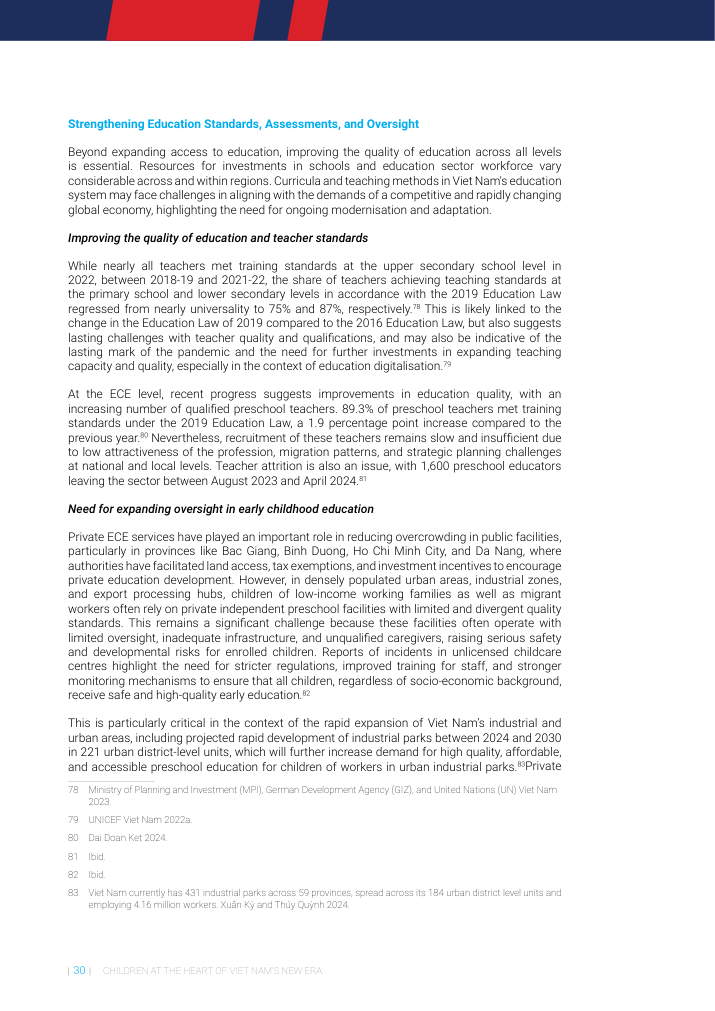 Strengthening Education Standards, Assessments, and Oversight
Beyond expanding access to education, improving the quality of education across all levels
is essential. Resources for investments in schools and education sector workforce vary
considerable across and within regions. Curricula and teaching methods in Viet Nam's education
system may face challenges in aligning with the demands of a competitive and rapidly changing
global economy, highlighting the need for ongoing modernisation and adaptation.
Improving the quality of education and teacher standards
While nearly all teachers met training standards at the upper secondary school level in
2022, between 2018-19 and 2021-22, the share of teachers achieving teaching standards at
the primary school and lower secondary levels in accordance with the 2019 Education Law
regressed from nearly universality to 75% and 87%, respectively.78 This is likely linked to the
change in the Education Law of 2019 compared to the 2016 Education Law, but also suggests
lasting challenges with teacher quality and qualifications, and may also be indicative of the
lasting mark of the pandemic and the need for further investments in expanding teaching
capacity and quality, especially in the context of education digitalisation.79
At the ECE level, recent progress suggests improvements in education quality, with an
increasing number of qualified preschool teachers. 89.3% of preschool teachers met training
standards under the 2019 Education Law, a 1.9 percentage point increase compared to the
previous year.80 Nevertheless, recruitment of these teachers remains slow and insufficient due
to low attractiveness of the profession, migration patterns, and strategic planning challenges
at national and local levels. Teacher attrition is also an issue, with 1,600 preschool educators
leaving the sector between August 2023 and April 2024.81
Need for expanding oversight in early childhood education
Private ECE services have played an important role in reducing overcrowding in public facilities,
particularly in provinces like Bac Giang, Binh Duong, Ho Chi Minh City, and Da Nang, where
authorities have facilitated land access, tax exemptions, and investment incentives to encourage
private education development. However, in densely populated urban areas, industrial zones,
and export processing hubs, children of low-income working families as well as migrant
workers often rely on private independent preschool facilities with limited and divergent quality
standards. This remains a significant challenge because these facilities often operate with
limited oversight, inadequate infrastructure, and unqualified caregivers, raising serious safety
and developmental risks for enrolled children. Reports of incidents in unlicensed childcare
centres highlight the need for stricter regulations, improved training for staff, and stronger
monitoring mechanisms to ensure that all children, regardless of socio-economic background,
receive safe and high-quality early education.82
This is particularly critical in the context of the rapid expansion of Viet Nam's industrial and
urban areas, including projected rapid development of industrial parks between 2024 and 2030
in 221 urban district-level units, which will further increase demand for high quality, affordable,
and accessible preschool education for children of workers in urban industrial parks.83Private
78 Ministry of Planning and Investment (MPI), German Development Agency (GIZ), and United Nations (UN) Viet Nam
2023.
79 UNICEF Viet Nam 2022a.
80 Dai Doan Ket 2024.
81 Ibid.
82 Ibid.
83 Viet Nam currently has 431 industrial parks across 59 provinces, spread across its 184 urban district level units and
employing 4.16 million workers. Xuân Kỳ and Thúy Quỳnh 2024.
| 30 | CHILDREN AT THE HEART OF VIET NAM'S NEW ERA